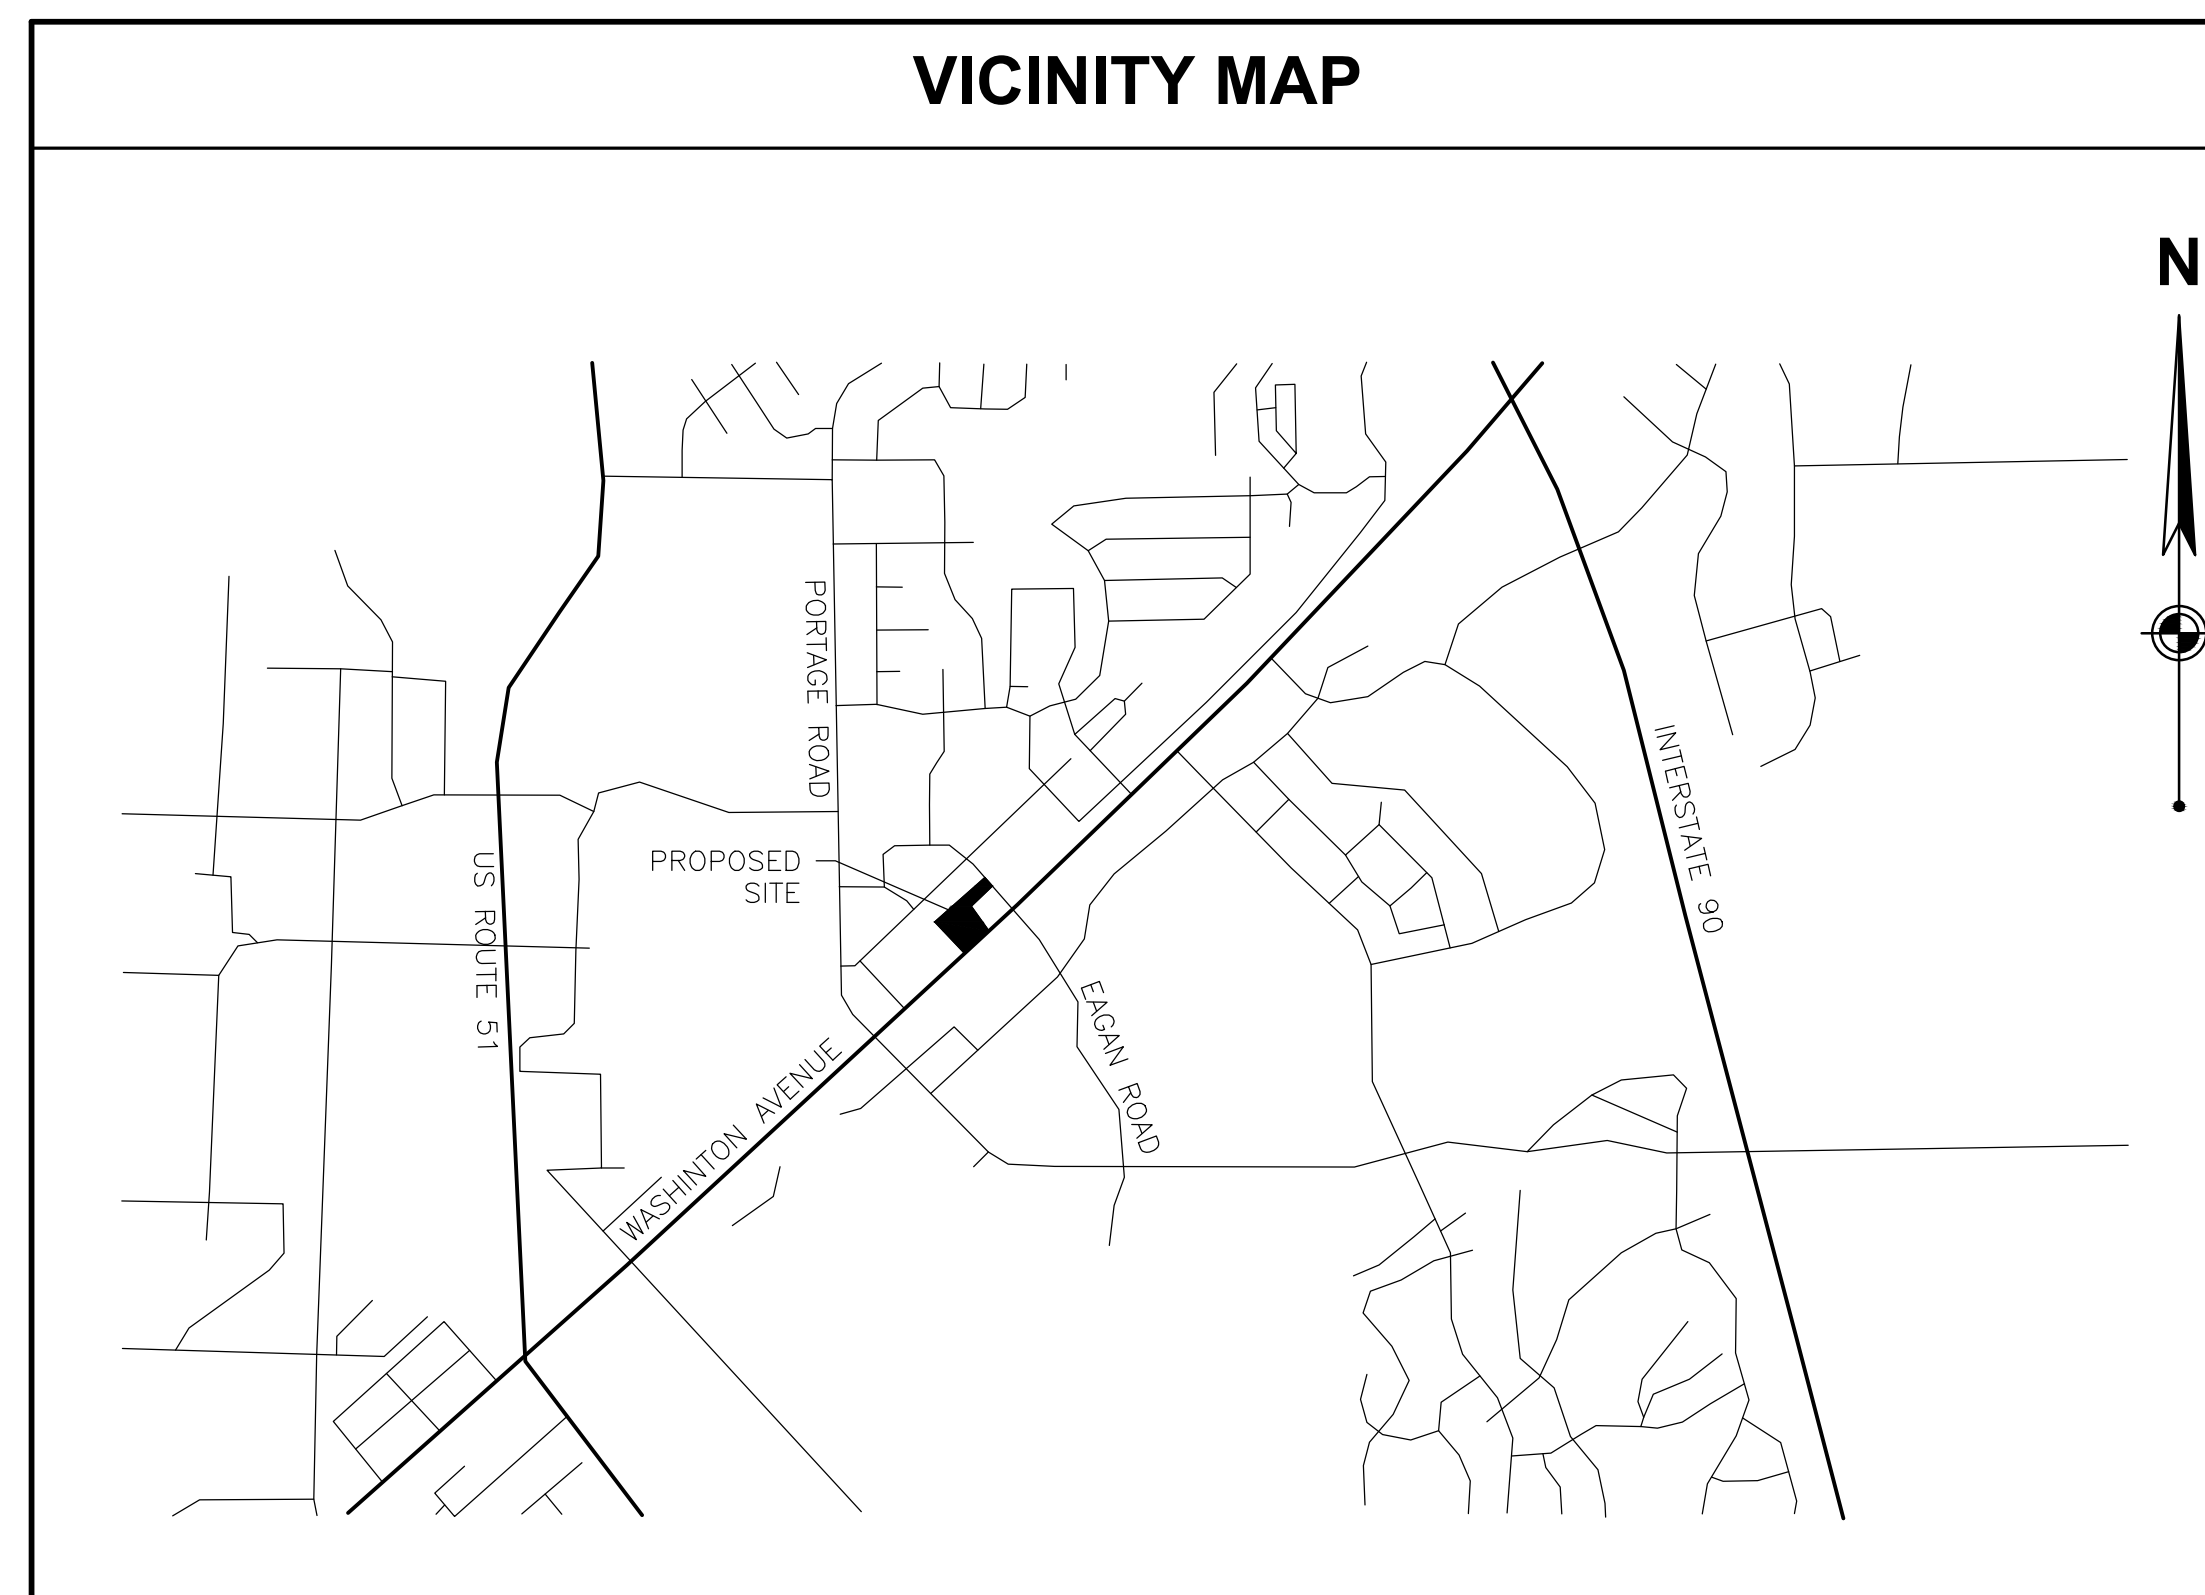 VICINITY MAP
N
PORTAGE ROAD
INTERSTATE 90
PROPOSED
SITE
US ROUTE 51
EAGAN ROAD
WASHINTON AVENUE